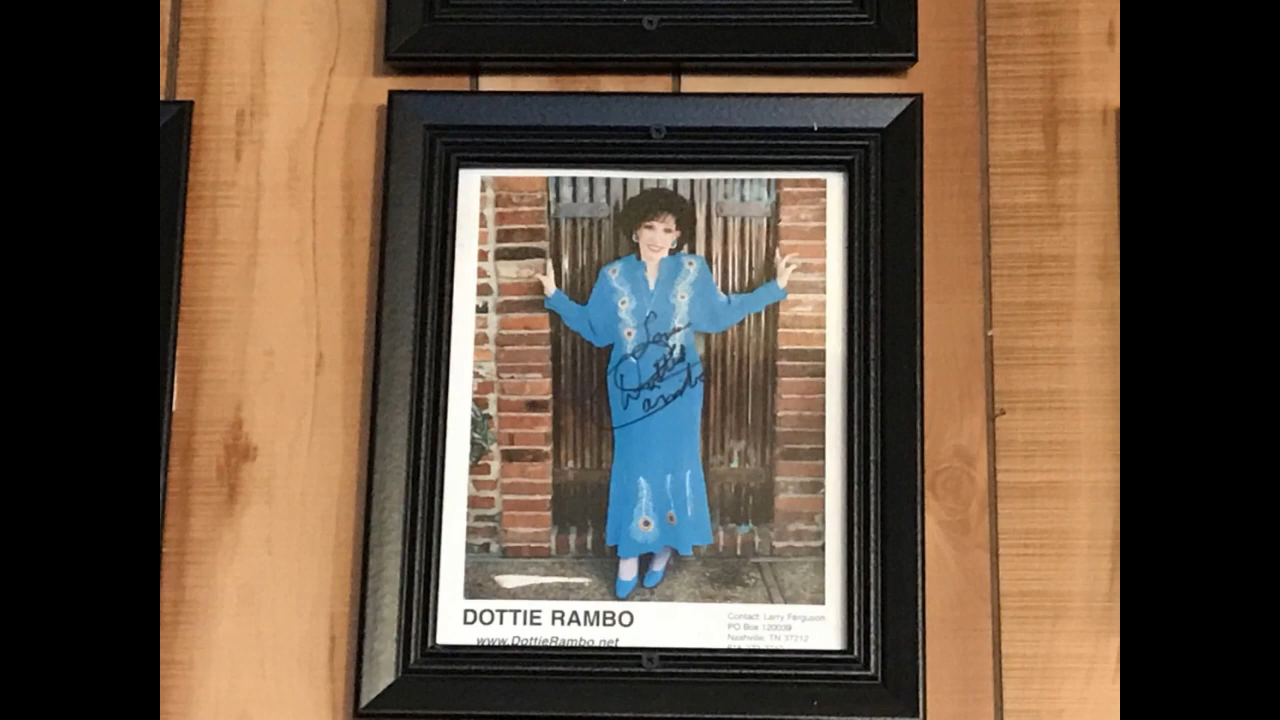 Love
Dottie
Rambo
DOTTIE RAMBO
www.DottieRambo.net
Contact: Larry Ferguson
PO Box 120039
Nashville, TN 37212